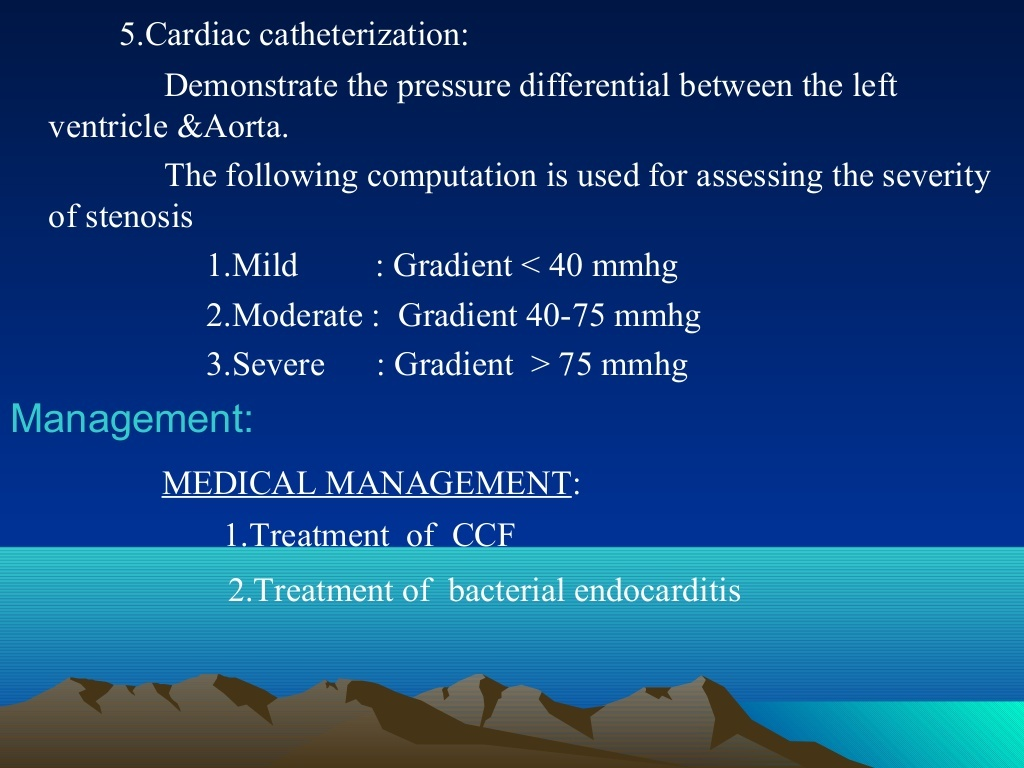 5.Cardiac catheterization:
Demonstrate the pressure differential between the left
ventricle &Aorta.
The following computation is used for assessing the severity
of stenosis
1.Mild : Gradient < 40 mmhg
2.Moderate : Gradient 40-75 mmhg
3.Severe : Gradient > 75 mmhg
Management:
MEDICAL MANAGEMENT:
1.Treatment of CCF
2.Treatment of bacterial endocarditis